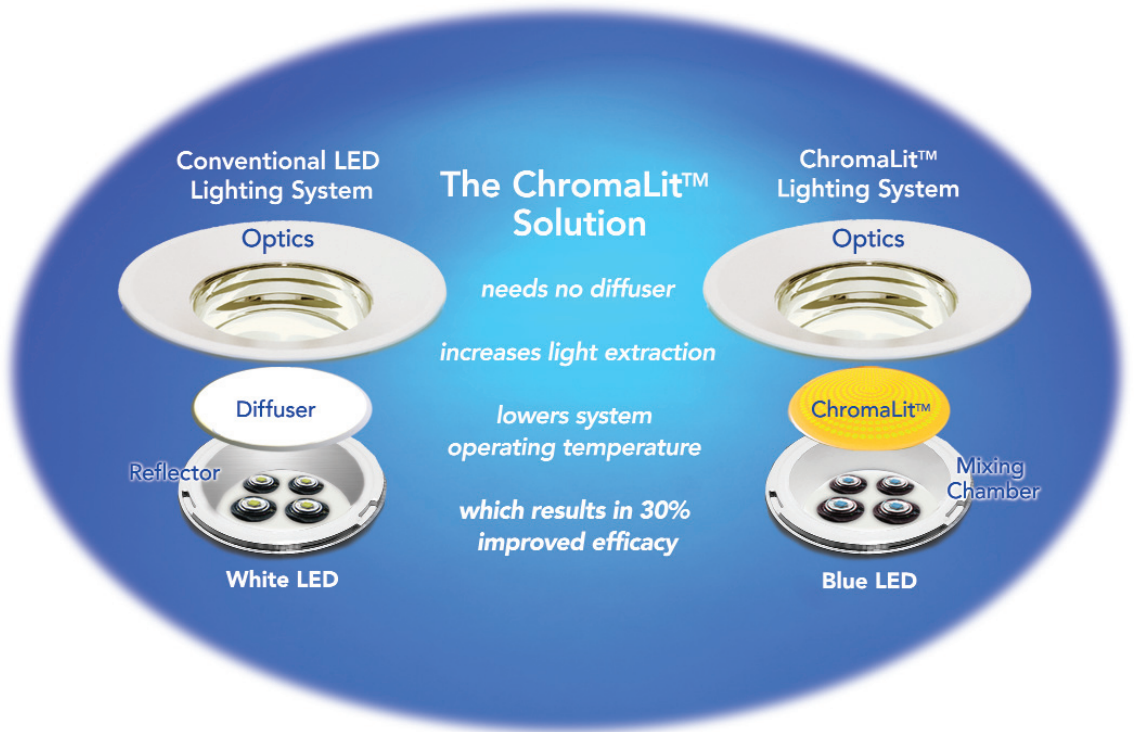 Conventional LED
Lighting System
Optics
Diffuser
Reflector
White LED
The ChromaLit™
Solution
needs no diffuser
increases light extraction
lowers system
operating temperature
which results in 30%
improved efficacy
ChromaLit™
Lighting System
Optics
ChromaLit™
Mixing
Chamber
Blue LED